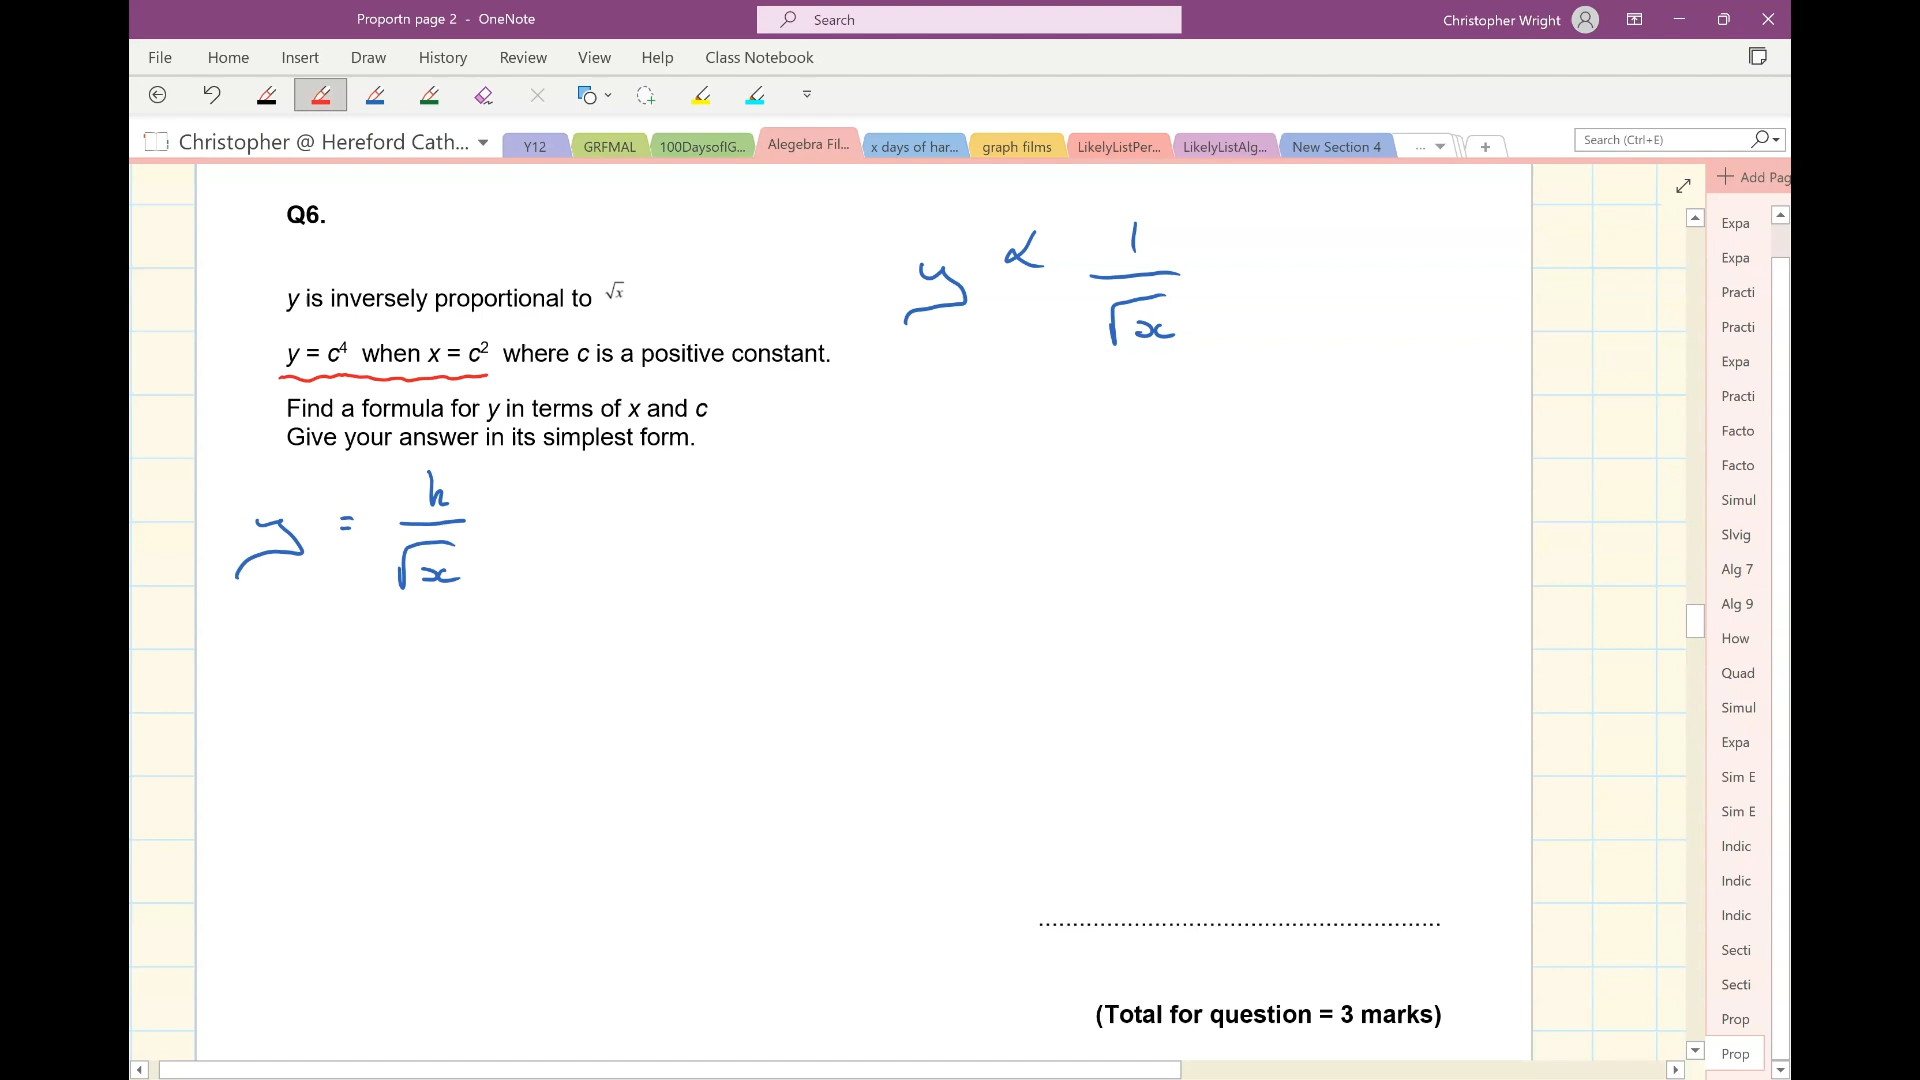 Proportn page 2 - OneNote
Search
Christopher Wright
File Home Insert Draw History Review View Help Class Notebook
Christopher @ Hereford Cath...
Y12 GRFMAL 100DaysofIG... Alegebra Fil... x days of har... graph films LikelyListPer... LikelyListAlg... New Section 4 ...
Search (Ctrl+E)
Add Pag
Q6.
y ∝ 1/√x
y is inversely proportional to √x
y = c⁴ when x = c² where c is a positive constant.
Find a formula for y in terms of x and c
Give your answer in its simplest form.
y = k/√x
(Total for question = 3 marks)
Expa
Expa
Practi
Practi
Expa
Practi
Facto
Facto
Simul
Slvig
Alg 7
Alg 9
How
Quad
Simul
Expa
Sim E
Sim E
Indic
Indic
Indic
Secti
Secti
Prop
Prop